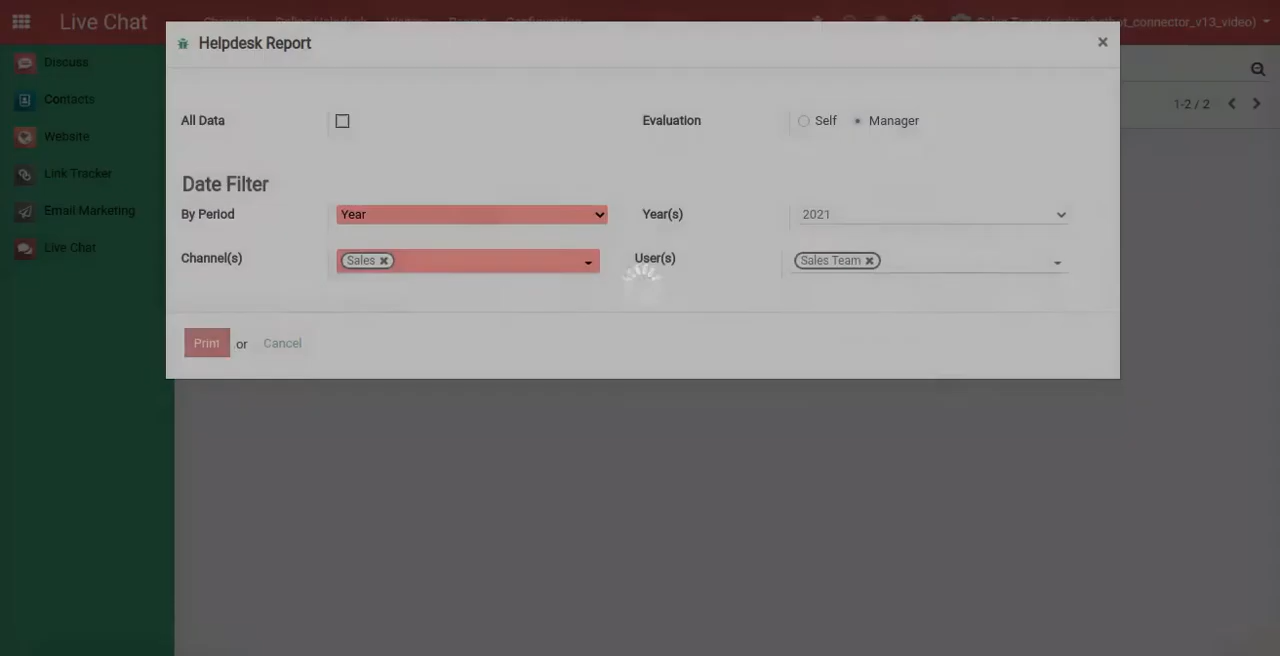 Live Chat
Helpdesk Report
_video)
Discuss
Contacts
Website
Link Tracker
Email Marketing
Live Chat
1-2 / 2
All Data
Evaluation Self Manager
Date Filter
By Period Year Year(s) 2021
Channel(s) Sales User(s) Sales Team
Print or Cancel